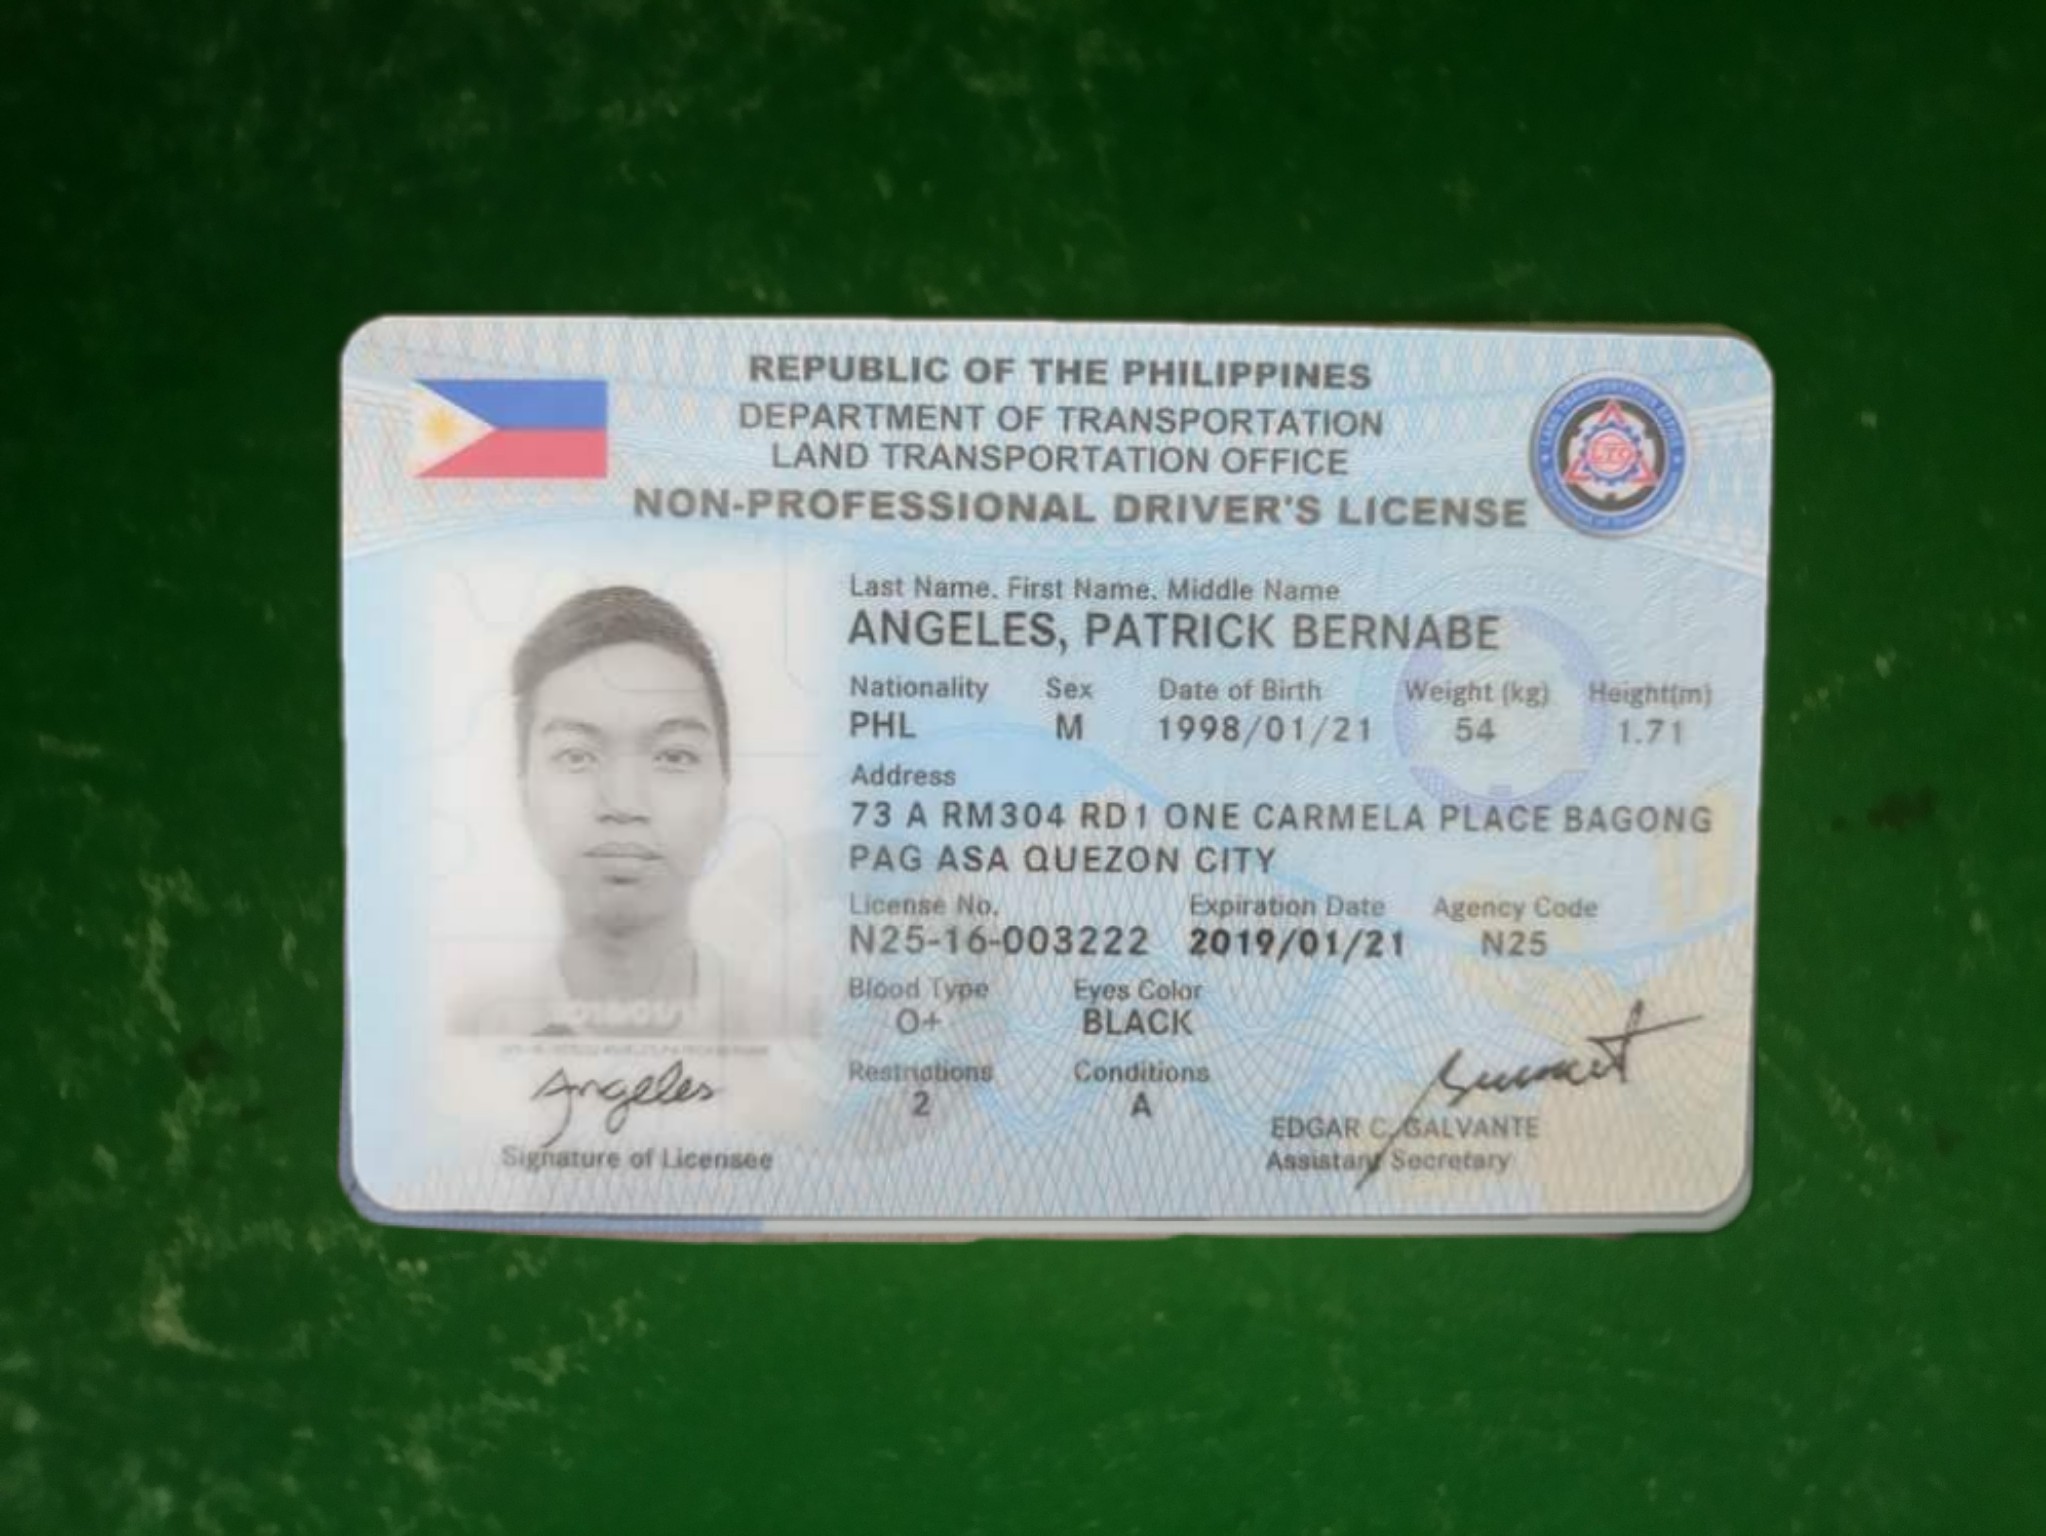 REPUBLIC OF THE PHILIPPINES
DEPARTMENT OF TRANSPORTATION
LAND TRANSPORTATION OFFICE
NON-PROFESSIONAL DRIVER'S LICENSE
LAND TRANSPORTATION OFFICE
LTO
Last Name, First Name, Middle Name
ANGELES, PATRICK BERNABE
Nationality Sex Date of Birth Weight (kg) Height(m)
PHL M 1998/01/21 54 1.71
Address
73 A RM304 RD1 ONE CARMELA PLACE BAGONG
PAG ASA QUEZON CITY
License No. Expiration Date Agency Code
N25-16-003222 2019/01/21 N25
Blood Type Eyes Color
O+ BLACK
Restrictions Conditions
2 A
Angeles
Signature of Licensee
EDGAR C. GALVANTE
Assistant Secretary